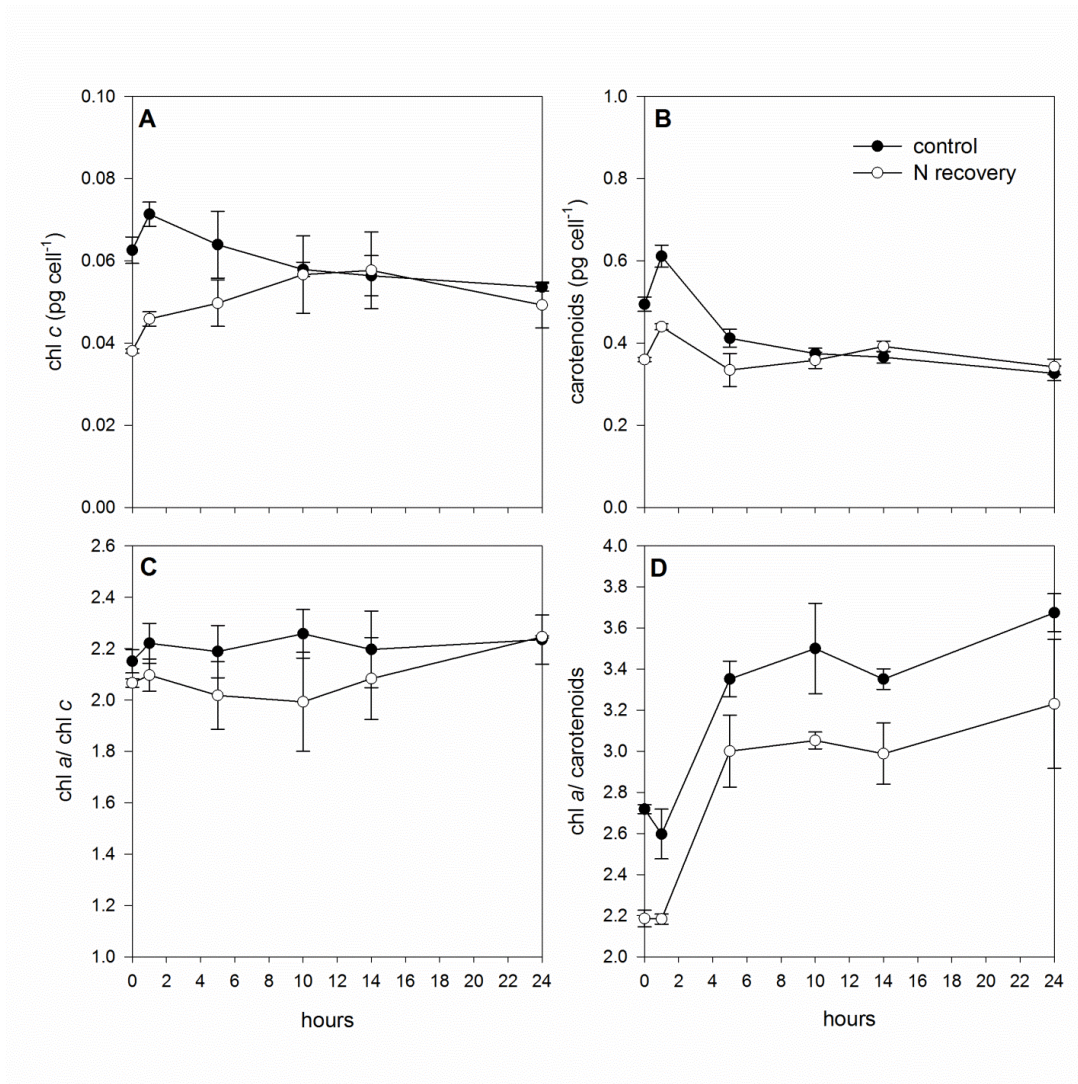 A
0.10
0.08
0.06
0.04
0.02
0.00
chl c (pg cell-1)
B
control
N recovery
1.0
0.8
0.6
0.4
0.2
0.0
carotenoids (pg cell-1)
C
2.6
2.4
2.2
2.0
1.8
1.6
1.4
1.2
1.0
chl a/ chl c
0 2 4 6 8 10 12 14 16 18 20 22 24
hours
D
4.0
3.8
3.6
3.4
3.2
3.0
2.8
2.6
2.4
2.2
2.0
chl a/ carotenoids
0 2 4 6 8 10 12 14 16 18 20 22 24
hours